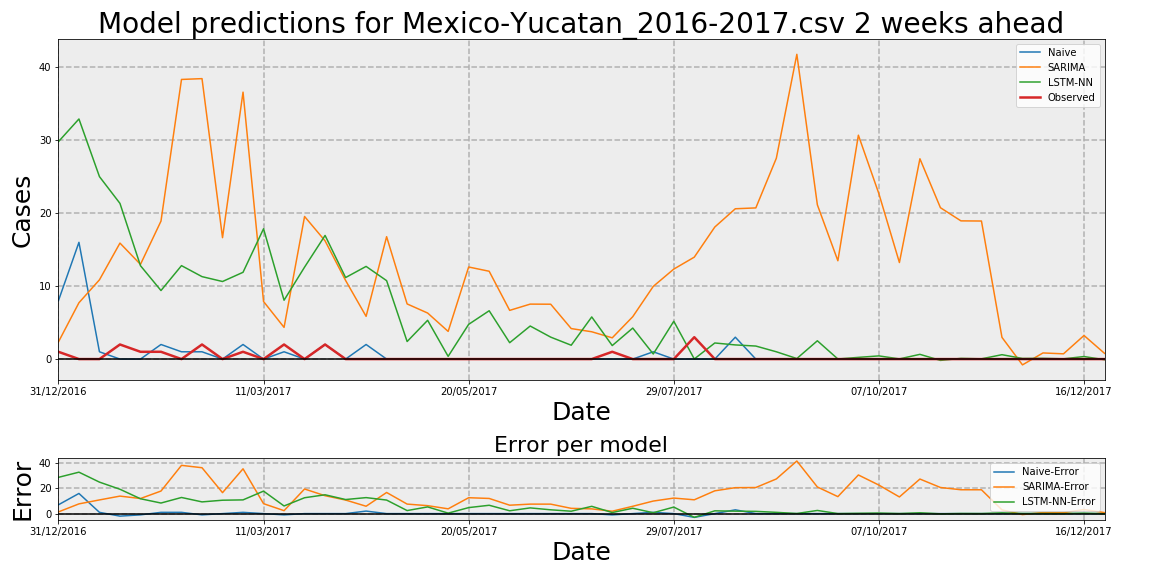 Model predictions for Mexico-Yucatan_2016-2017.csv 2 weeks ahead
Naive
SARIMA
LSTM-NN
Observed
Cases
40
30
20
10
0
31/12/2016 11/03/2017 20/05/2017 29/07/2017 07/10/2017 16/12/2017
Date
Error per model
Naive-Error
SARIMA-Error
LSTM-NN-Error
Error
40
20
0
31/12/2016 11/03/2017 20/05/2017 29/07/2017 07/10/2017 16/12/2017
Date